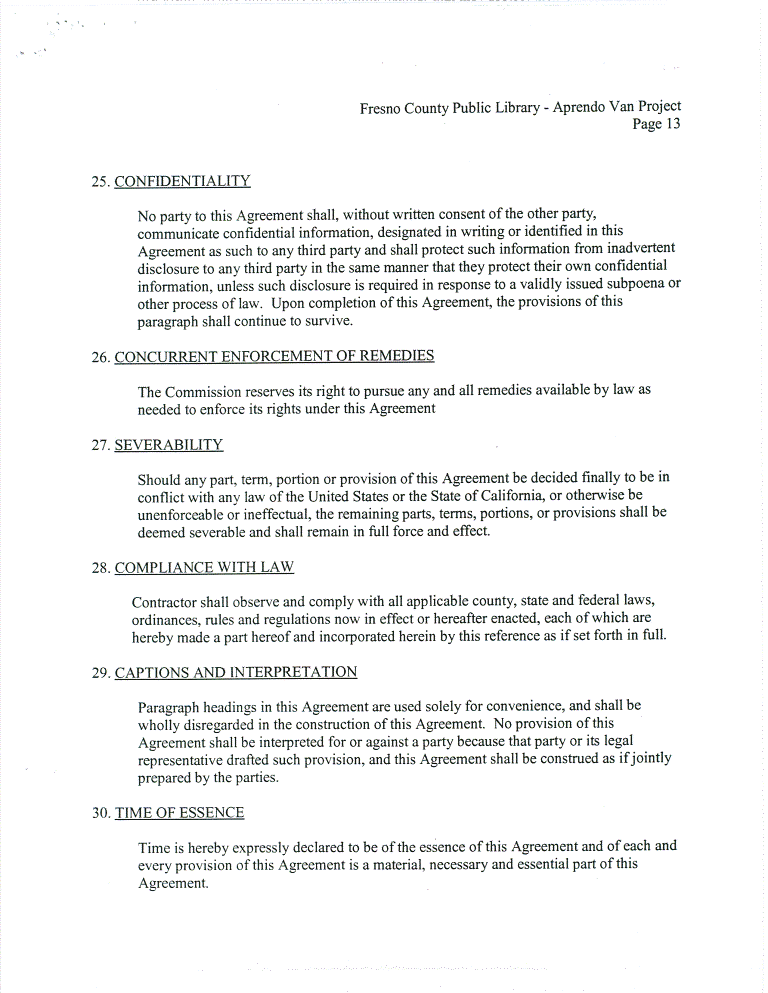 Fresno County Public Library - Aprendo Van Project
Page 13
25. CONFIDENTIALITY
No party to this Agreement shall, without written consent of the other party,
communicate confidential information, designated in writing or identified in this
Agreement as such to any third party and shall protect such information from inadvertent
disclosure to any third party in the same manner that they protect their own confidential
information, unless such disclosure is required in response to a validly issued subpoena or
other process of law. Upon completion of this Agreement, the provisions of this
paragraph shall continue to survive.
26. CONCURRENT ENFORCEMENT OF REMEDIES
The Commission reserves its right to pursue any and all remedies available by law as
needed to enforce its rights under this Agreement
27. SEVERABILITY
Should any part, term, portion or provision of this Agreement be decided finally to be in
conflict with any law of the United States or the State of California, or otherwise be
unenforceable or ineffectual, the remaining parts, terms, portions, or provisions shall be
deemed severable and shall remain in full force and effect.
28. COMPLIANCE WITH LAW
Contractor shall observe and comply with all applicable county, state and federal laws,
ordinances, rules and regulations now in effect or hereafter enacted, each of which are
hereby made a part hereof and incorporated herein by this reference as if set forth in full.
29. CAPTIONS AND INTERPRETATION
Paragraph headings in this Agreement are used solely for convenience, and shall be
wholly disregarded in the construction of this Agreement. No provision of this
Agreement shall be interpreted for or against a party because that party or its legal
representative drafted such provision, and this Agreement shall be construed as if jointly
prepared by the parties.
30. TIME OF ESSENCE
Time is hereby expressly declared to be of the essence of this Agreement and of each and
every provision of this Agreement is a material, necessary and essential part of this
Agreement.